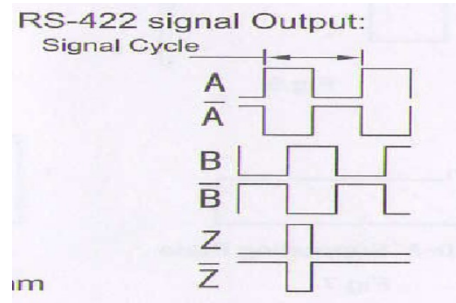 RS-422 signal Output:
Signal Cycle
A
A̅
B
B̅
Z
Z̅